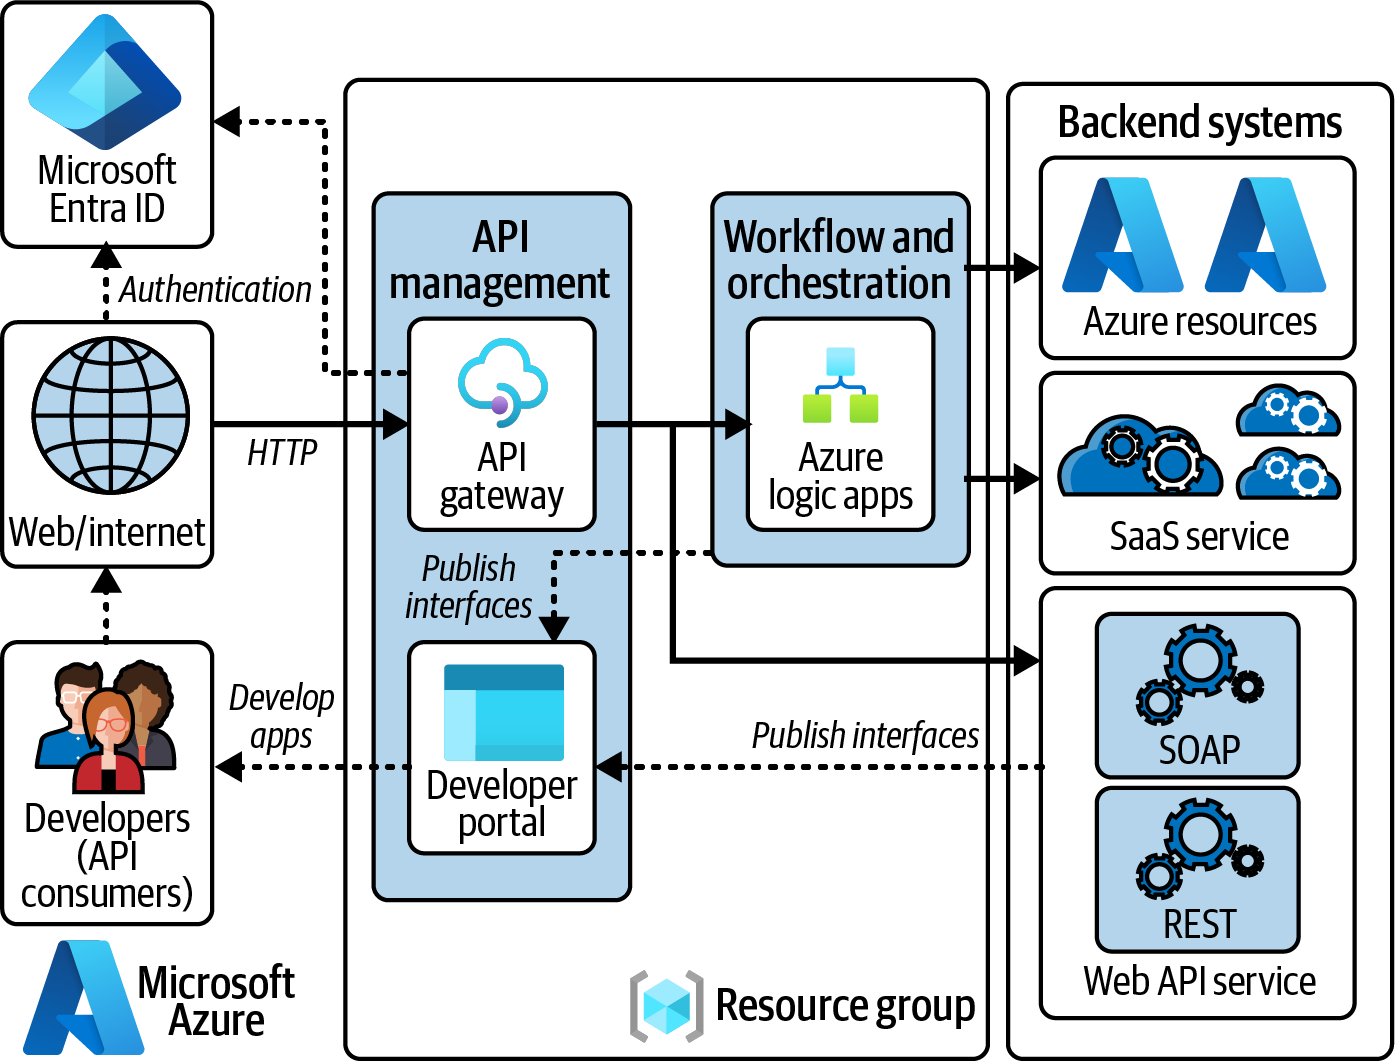 Microsoft
Entra ID
Authentication
Web/internet
HTTP
Developers
(API
consumers)
Develop
apps
Microsoft
Azure
API
management
API
gateway
Publish
interfaces
Developer
portal
Workflow and
orchestration
Azure
logic apps
Publish interfaces
Resource group
Backend systems
Azure resources
SaaS service
SOAP
REST
Web API service